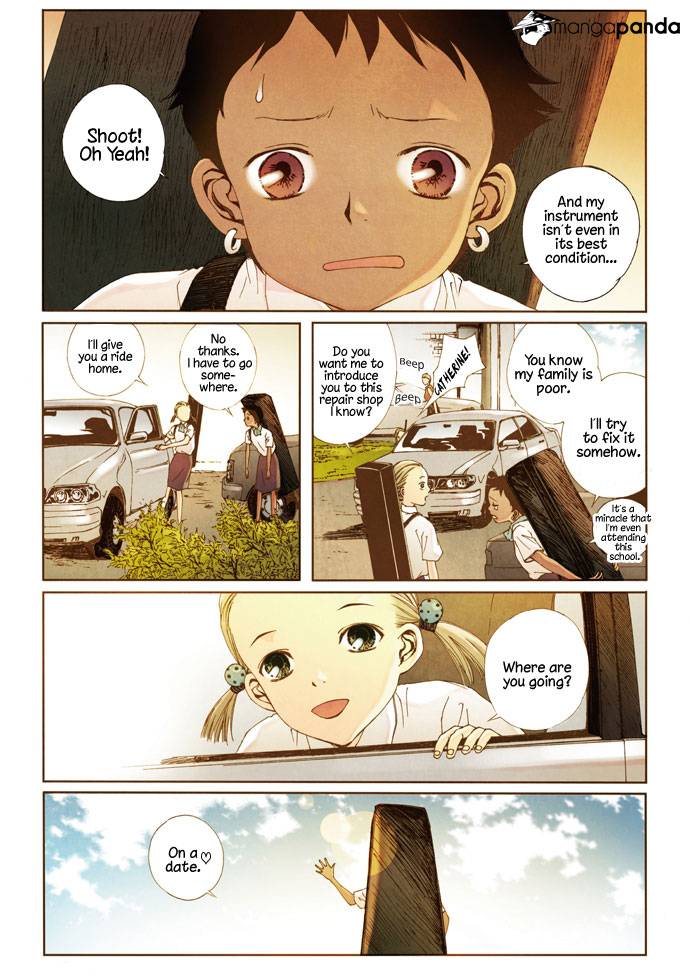 mangapanda
Shoot!
Oh Yeah!
And my
instrument
isn't even in
its best
condition...
Do you
want me to
introduce
you to this
repair shop
I know?
Beep
Beep
CATHERINE!
You know
my family is
poor.
I'll try
to fix it
somehow.
It's a
miracle that
I'm even
attending
this
school.
I'll give
you a ride
home.
No
thanks.
I have to go
some-
where.
Where are
you going?
On a
date.♡